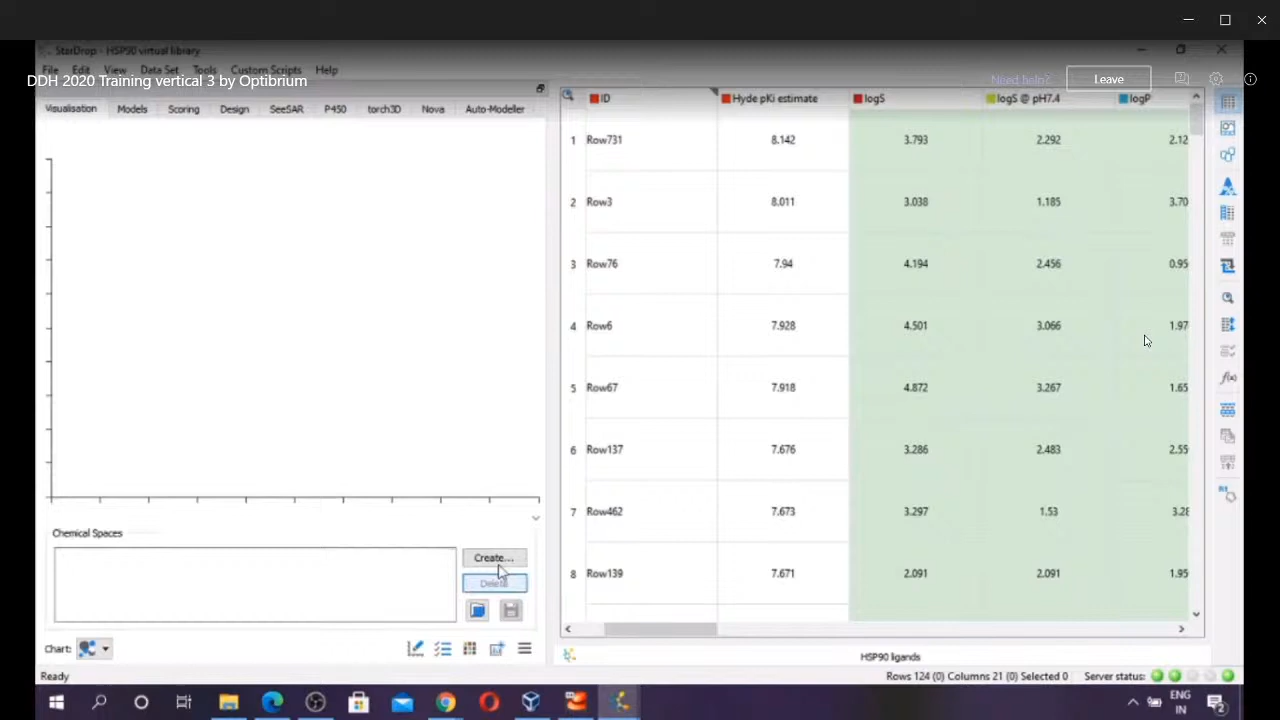 StarDrop - HSP90 virtual library
File Edit View Data Set Tools Custom Scripts Help
DDH 2020 Training vertical 3 by Optibrium
Need help?
Leave
Visualisation Models Scoring Design SeeSAR P450 torch3D Nova Auto-Modeller
ID Hyde pKi estimate logS logS @ pH7.4 logP
1 Row731 8.142 3.793 2.292 2.12
2 Row3 8.011 3.038 1.185 3.70
3 Row76 7.94 4.194 2.456 0.95
4 Row6 7.928 4.501 3.066 1.97
5 Row67 7.918 4.872 3.267 1.65
6 Row137 7.676 3.286 2.483 2.55
7 Row462 7.673 3.297 1.53 3.28
8 Row139 7.671 2.091 2.091 1.95
f(x)
Chemical Spaces
Create...
Delete
Chart:
HSP90 ligands
Ready
Rows 124 (0) Columns 21 (0) Selected 0 Server status:
ENG
IN
2